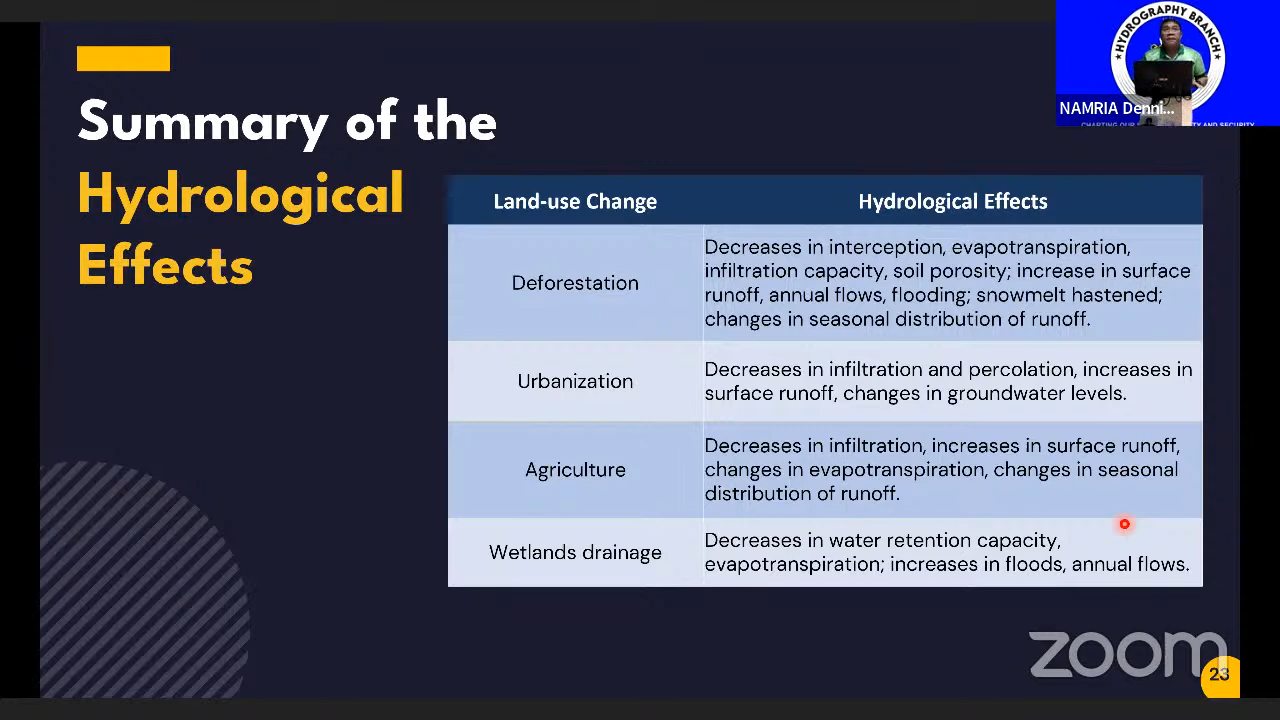 Summary of the
Hydrological
Effects
HYDROGRAPHY BRANCH
NAMRIA Denni...
AND SECURITY
Land-use Change
Hydrological Effects
Deforestation
Decreases in interception, evapotranspiration,
infiltration capacity, soil porosity; increase in surface
runoff, annual flows, flooding; snowmelt hastened;
changes in seasonal distribution of runoff.
Urbanization
Decreases in infiltration and percolation, increases in
surface runoff, changes in groundwater levels.
Agriculture
Decreases in infiltration, increases in surface runoff,
changes in evapotranspiration, changes in seasonal
distribution of runoff.
Wetlands drainage
Decreases in water retention capacity,
evapotranspiration; increases in floods, annual flows.
zoom
23